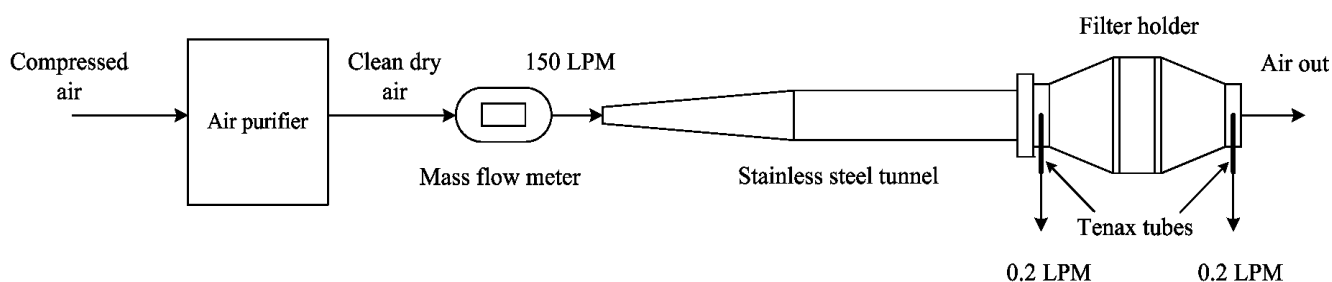 Compressed
air
Air purifier
Clean dry
air
150 LPM
Mass flow meter
Stainless steel tunnel
Filter holder
Air out
Tenax tubes
0.2 LPM
0.2 LPM